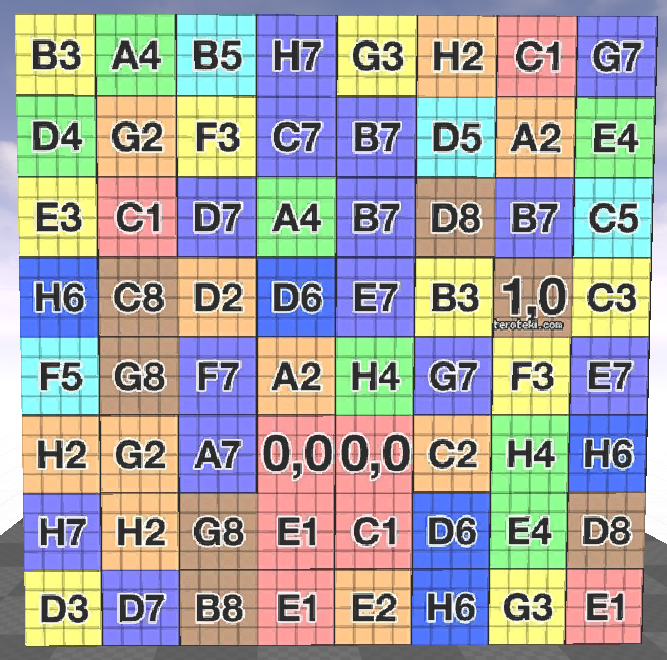 B3 A4 B5 H7 G3 H2 C1 G7
D4 G2 F3 C7 B7 D5 A2 E4
E3 C1 D7 A4 B7 D8 B7 C5
H6 C8 D2 D6 E7 B3 1,0 C3
teroteki.com
F5 G8 F7 A2 H4 G7 F3 E7
H2 G2 A7 0,0 0,0 C2 H4 H6
H7 H2 G8 E1 C1 D6 E4 D8
D3 D7 B8 E1 E2 H6 G3 E1